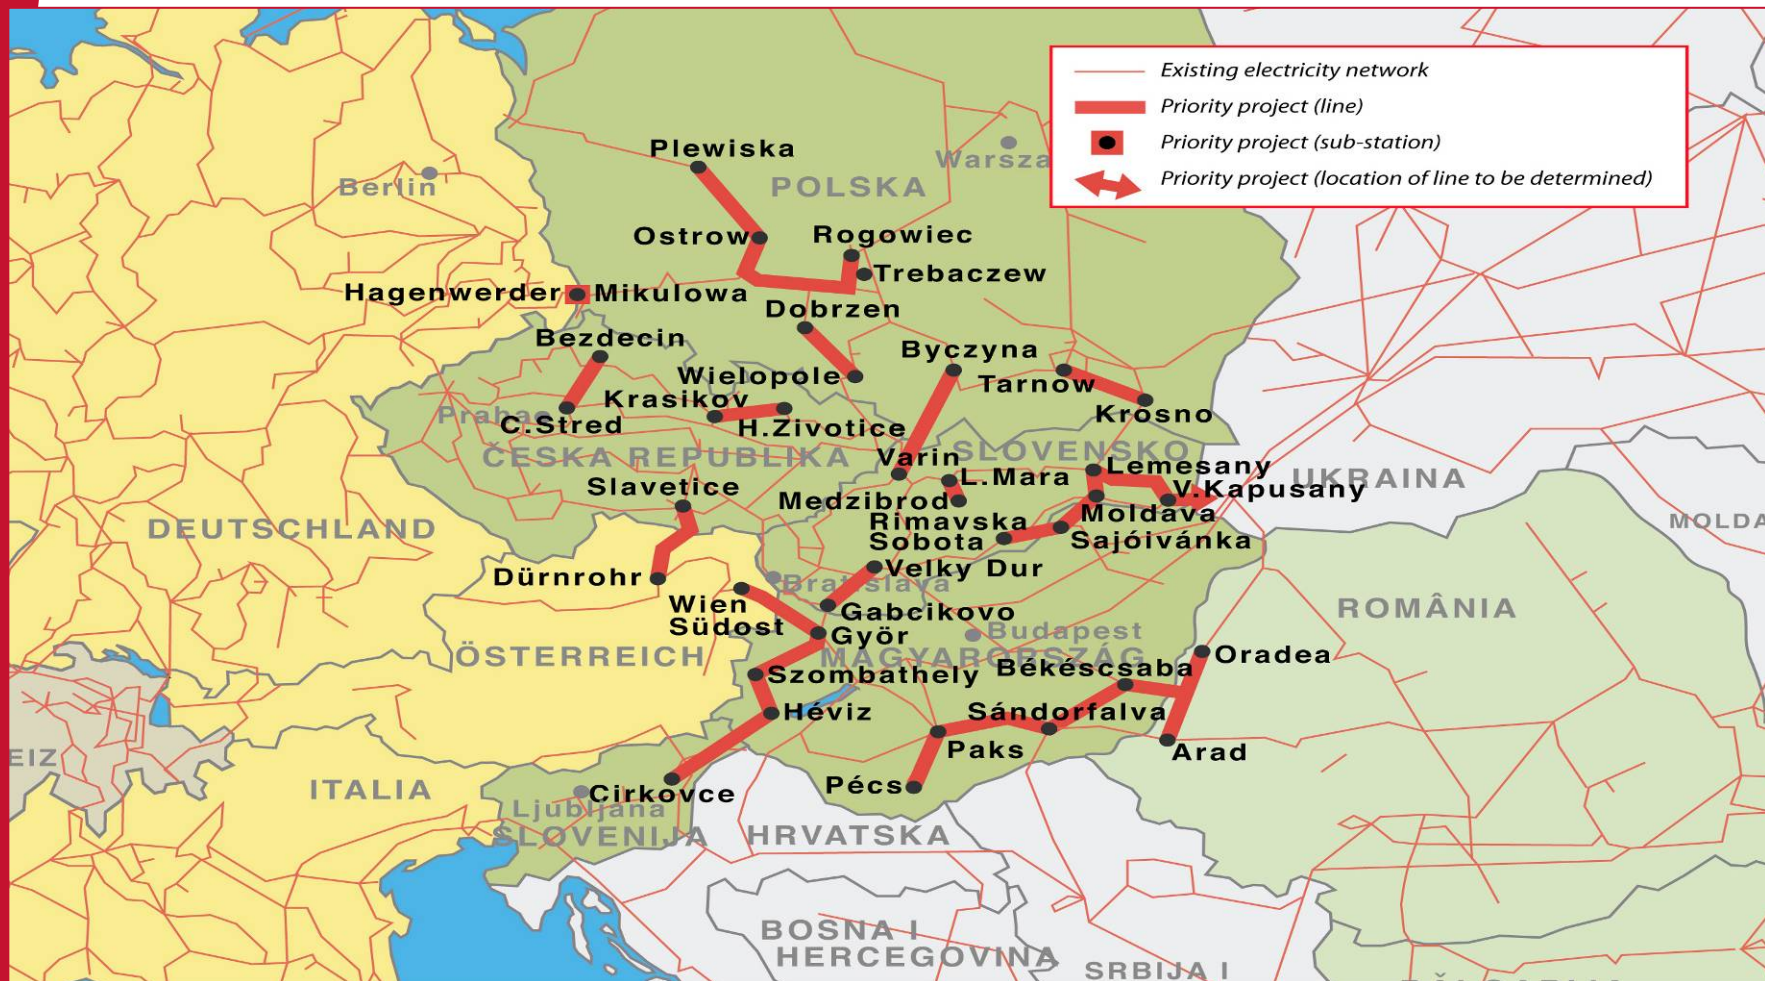 Existing electricity network
Priority project (line)
Priority project (sub-station)
Priority project (location of line to be determined)
Plewiska
Warsza
Berlin
POLSKA
Ostrow
Rogowiec
Trebaczew
Hagenwerder
Mikulowa
Dobrzen
Bezdecin
Byczyna
Wielopole
Tarnow
Krasikov
Prahac
Krosno
C.Stred
H.Zivotice
ČESKA REPUBLIKA
Varin
SLOVENSKO
Lemesany
L.Mara
UKRAINA
Slavetice
Medzibrod
V.Kapusany
Moldava
MOLDA
DEUTSCHLAND
Rimavska
Sobota
Sajóivánka
Dürnrohr
Velky Dur
Bratislava
Wien
Südost
Gabcikovo
ROMÂNIA
Györ
Budapest
ÖSTERREICH
MAGYARORSZÁG
Oradea
Szombathely
Békéscsaba
Héviz
Sándorfalva
EIZ
Paks
Arad
ITALIA
Cirkovce
Pécs
Ljubljana
SLOVENIJA
HRVATSKA
BOSNA I
HERCEGOVINA
SRBIJA I